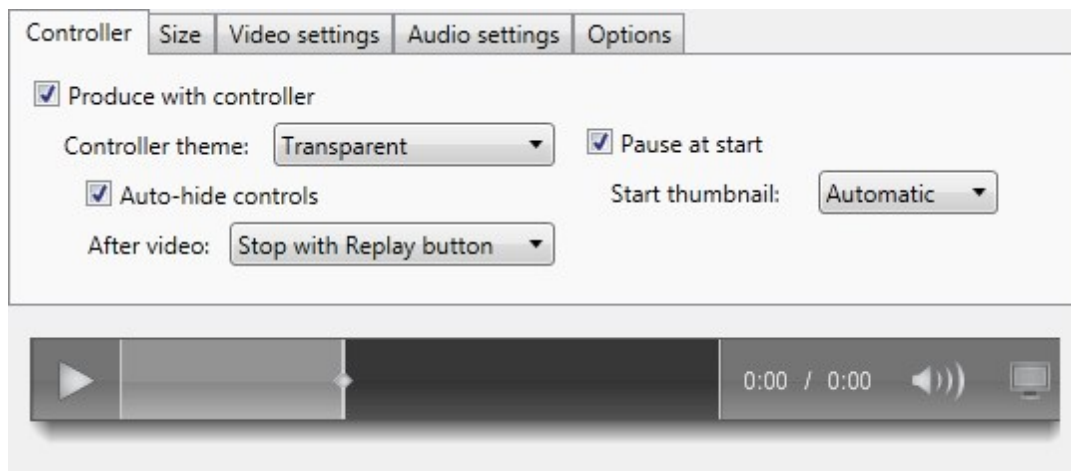 Controller Size Video settings Audio settings Options
Produce with controller
Controller theme: Transparent Pause at start
Auto-hide controls Start thumbnail: Automatic
After video: Stop with Replay button
0:00 / 0:00